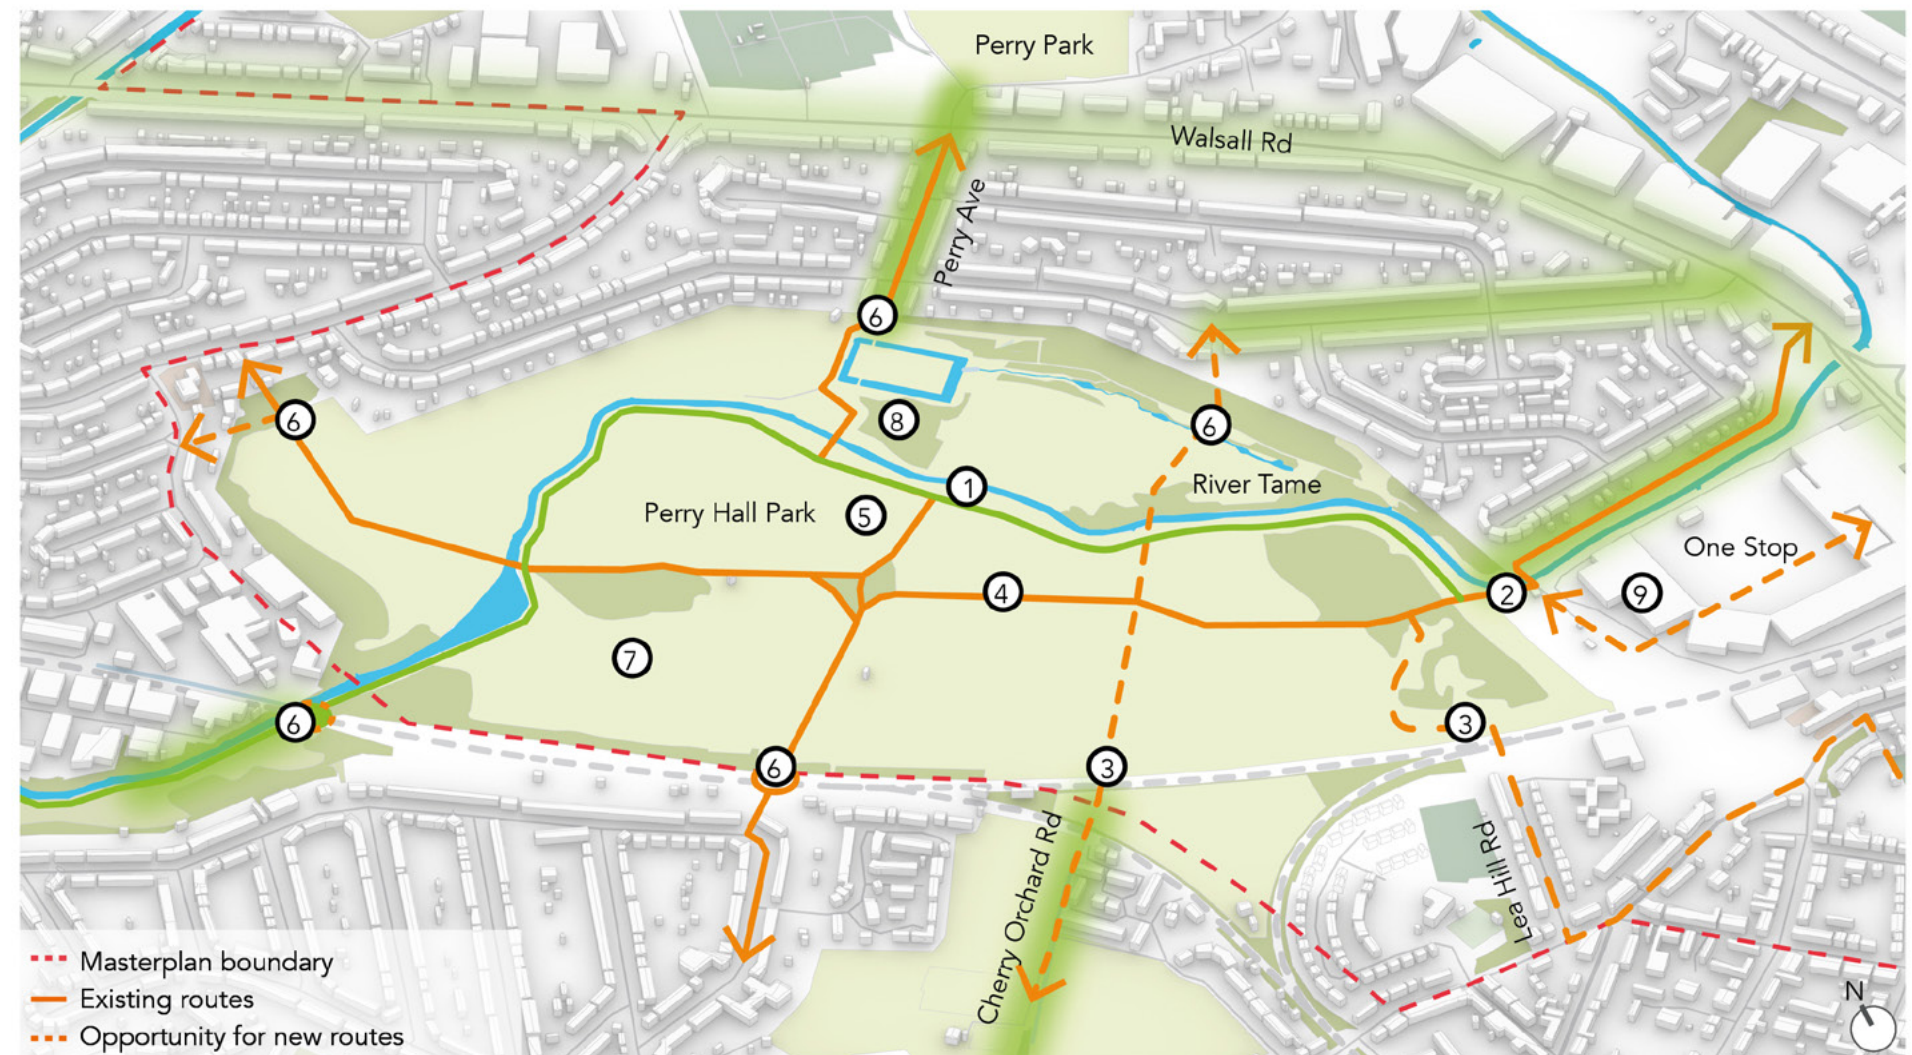 Perry Park
Walsall Rd
Perry Ave
6
6
8
6
1
River Tame
Perry Hall Park
5
One Stop
4
2
9
7
6
3
6
3
Lea Hill Rd
Cherry Orchard Rd
Masterplan boundary
Existing routes
Opportunity for new routes
N